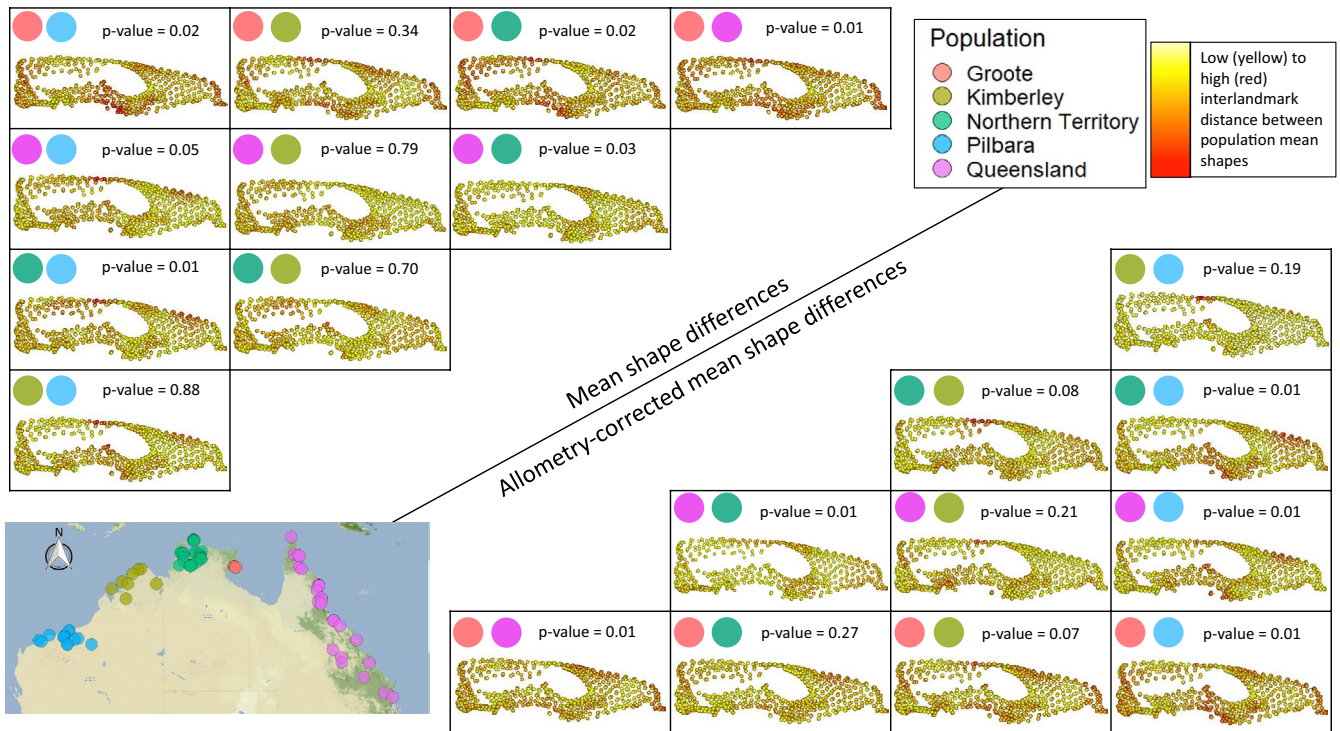 p-value = 0.02
p-value = 0.34
p-value = 0.02
p-value = 0.01
Population
Groote
Kimberley
Northern Territory
Pilbara
Queensland
Low (yellow) to
high (red)
interlandmark
distance between
population mean
shapes
p-value = 0.05
p-value = 0.79
p-value = 0.03
p-value = 0.01
p-value = 0.70
p-value = 0.19
Mean shape differences
Allometry-corrected mean shape differences
p-value = 0.88
p-value = 0.08
p-value = 0.01
N
p-value = 0.01
p-value = 0.21
p-value = 0.01
p-value = 0.01
p-value = 0.27
p-value = 0.07
p-value = 0.01